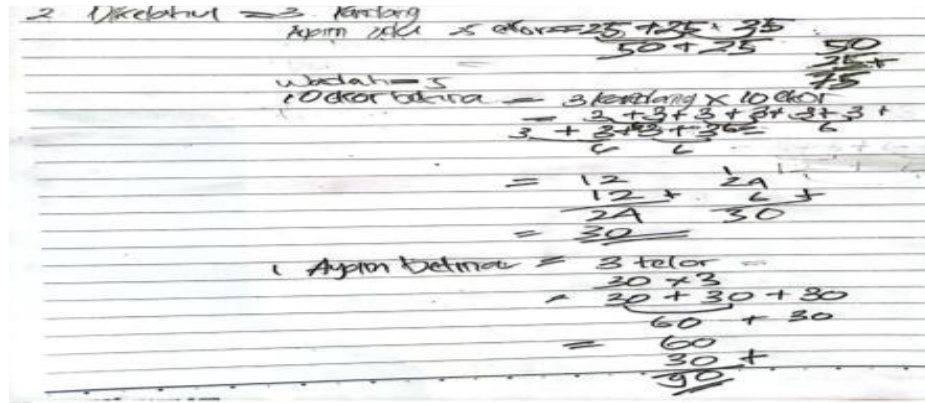 2 Diketahui = 3 kandang
Ayam ada 25 ekor = 25 + 25 + 25
50 + 25
50
25 +
75
Wadah = 5
10 ekor betina = 3 kandang × 10 ekor
= 3 + 3 + 3 + 3 + 3 + 3 +
3 + 3 + 3 + 3 = 6
6 6
= 12 24
12 + 6 +
24 30
= 30
1 Ayam betina = 3 telor
30 × 3
= 30 + 30 + 30
60 + 30
= 60
30 +
90